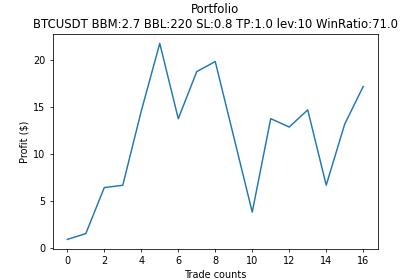 Portfolio
BTCUSDT BBM:2.7 BBL:220 SL:0.8 TP:1.0 lev:10 WinRatio:71.0
20
15
10
5
0
Profit ($)
0 2 4 6 8 10 12 14 16
Trade counts